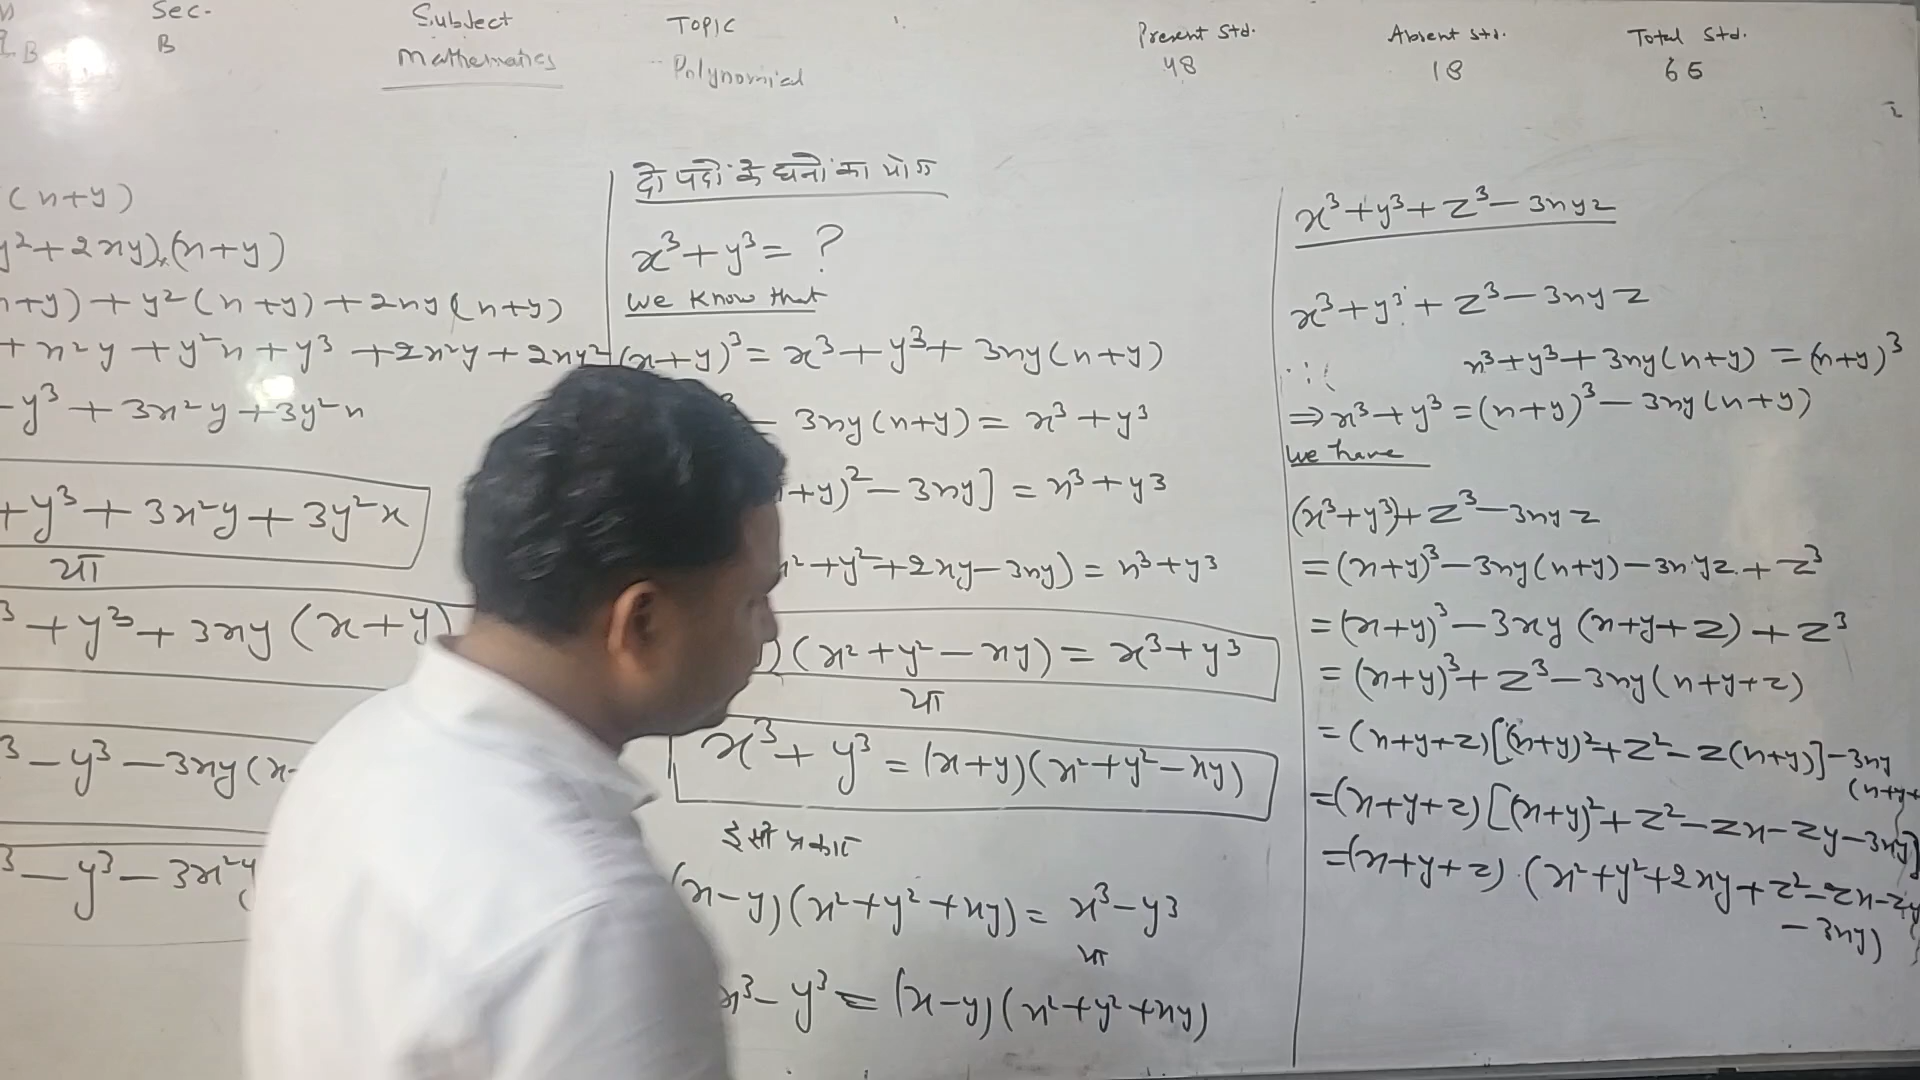 Sec.
B
B
Subject
Mathematics
TOPIC
Polynomial
Present Std.
48
Absent Std.
18
Total Std.
66
(x+y)
y²+2xy)×(x+y)
x+y)+y²(x+y)+2xy(x+y)
+x²y+y²x+y³+2x²y+2xy²
-y³+3x²y+3y²x
+y³+3x²y+3y²x
या
³+y³+3xy(x+y)
³-y³-3xy(x-
³-y³-3x²y
दो पदों के घनों का योग
x³+y³=?
We Know that
(x+y)³=x³+y³+3xy(x+y)
³-3xy(x+y)=x³+y³
+y)²-3xy]=x³+y³
x²+y²+2xy-3xy)=x³+y³
)(x²+y²-xy)=x³+y³
या
x³+y³=(x+y)(x²+y²-xy)
इसी प्रकार
(x-y)(x²+y²+xy)=x³-y³
या
x³-y³=(x-y)(x²+y²+xy)
x³+y³+z³-3xyz
x³+y³+z³-3xyz
∵ x³+y³+3xy(x+y)=(x+y)³
⇒x³+y³=(x+y)³-3xy(x+y)
We have
(x³+y³)+z³-3xyz
=(x+y)³-3xy(x+y)-3xyz+z³
=(x+y)³-3xy(x+y+z)+z³
=(x+y)³+z³-3xy(x+y+z)
=(x+y+z)[(x+y)²+z²-z(x+y)]-3xy
(x+y+
=(x+y+z)[(x+y)²+z²-zx-zy-3xy]
=(x+y+z)(x²+y²+2xy+z²-zx-zy
-3xy)